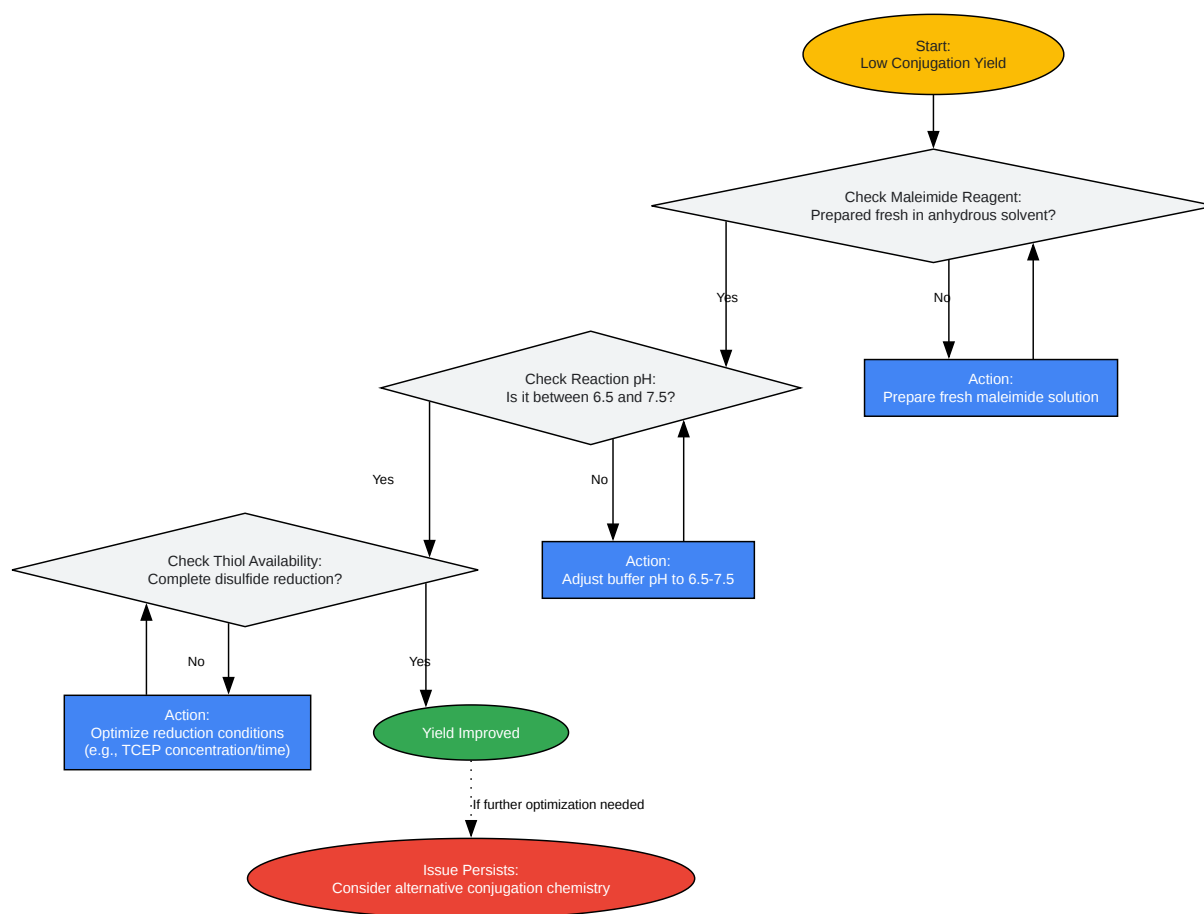 Start:
Low Conjugation Yield
Check Maleimide Reagent:
Prepared fresh in anhydrous solvent?
Yes
No
Check Reaction pH:
Is it between 6.5 and 7.5?
Action:
Prepare fresh maleimide solution
Yes
No
Check Thiol Availability:
Complete disulfide reduction?
Action:
Adjust buffer pH to 6.5-7.5
No
Yes
Action:
Optimize reduction conditions
(e.g., TCEP concentration/time)
Yield Improved
If further optimization needed
Issue Persists:
Consider alternative conjugation chemistry